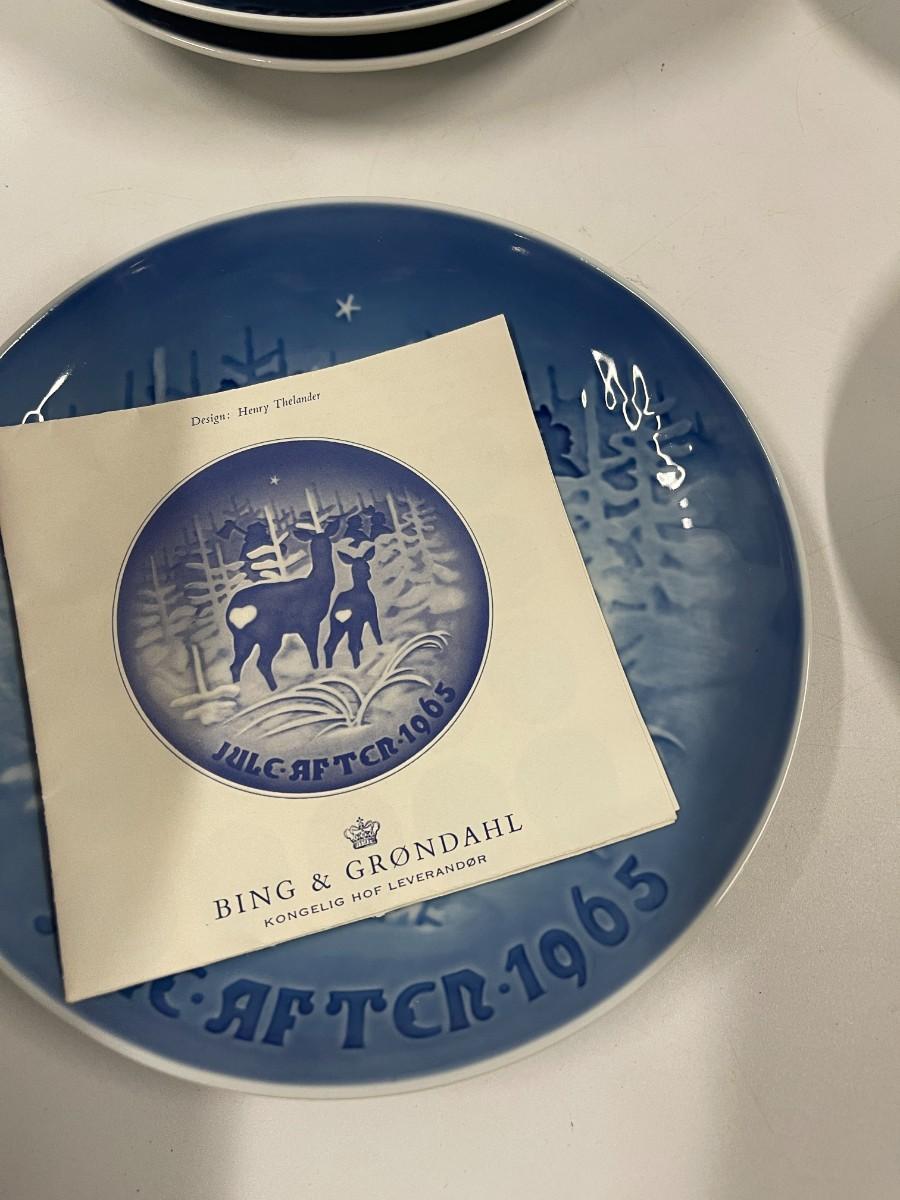 Design: Henry Thelander
JULE·AFTEN·1965
BING & GRØNDAHL
KONGELIG HOF LEVERANDØR
AFTEN·1965